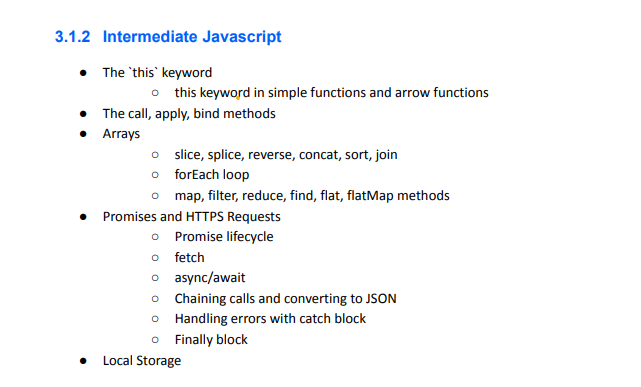 3.1.2 Intermediate Javascript
● The `this` keyword
○ this keyword in simple functions and arrow functions
● The call, apply, bind methods
● Arrays
○ slice, splice, reverse, concat, sort, join
○ forEach loop
○ map, filter, reduce, find, flat, flatMap methods
● Promises and HTTPS Requests
○ Promise lifecycle
○ fetch
○ async/await
○ Chaining calls and converting to JSON
○ Handling errors with catch block
○ Finally block
● Local Storage